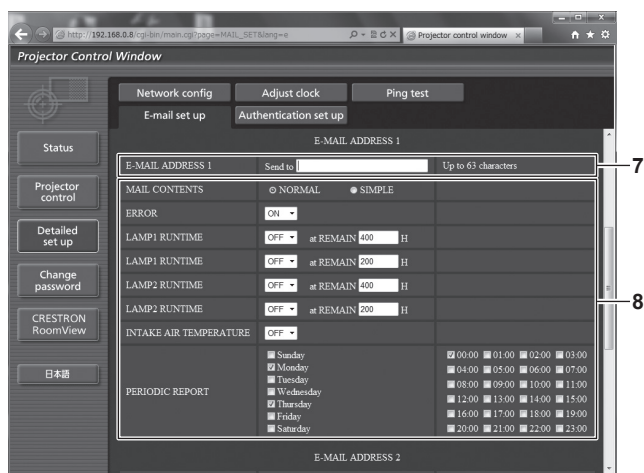 http://192.168.0.8/cgi-bin/main.cgi?page=MAIL_SET&lang=e
Projector control window
Projector Control Window
Network config Adjust clock Ping test
E-mail set up Authentication set up
Status
Projector control
Detailed set up
Change password
CRESTRON RoomView
日本語
E-MAIL ADDRESS 1
E-MAIL ADDRESS 1 Send to Up to 63 characters 7
MAIL CONTENTS NORMAL SIMPLE
ERROR ON
LAMP1 RUNTIME OFF at REMAIN 400 H
LAMP1 RUNTIME OFF at REMAIN 200 H
LAMP2 RUNTIME OFF at REMAIN 400 H
LAMP2 RUNTIME OFF at REMAIN 200 H 8
INTAKE AIR TEMPERATURE OFF
PERIODIC REPORT
Sunday
Monday
Tuesday
Wednesday
Thursday
Friday
Saturday
00:00 01:00 02:00 03:00
04:00 05:00 06:00 07:00
08:00 09:00 10:00 11:00
12:00 13:00 14:00 15:00
16:00 17:00 18:00 19:00
20:00 21:00 22:00 23:00
E-MAIL ADDRESS 2